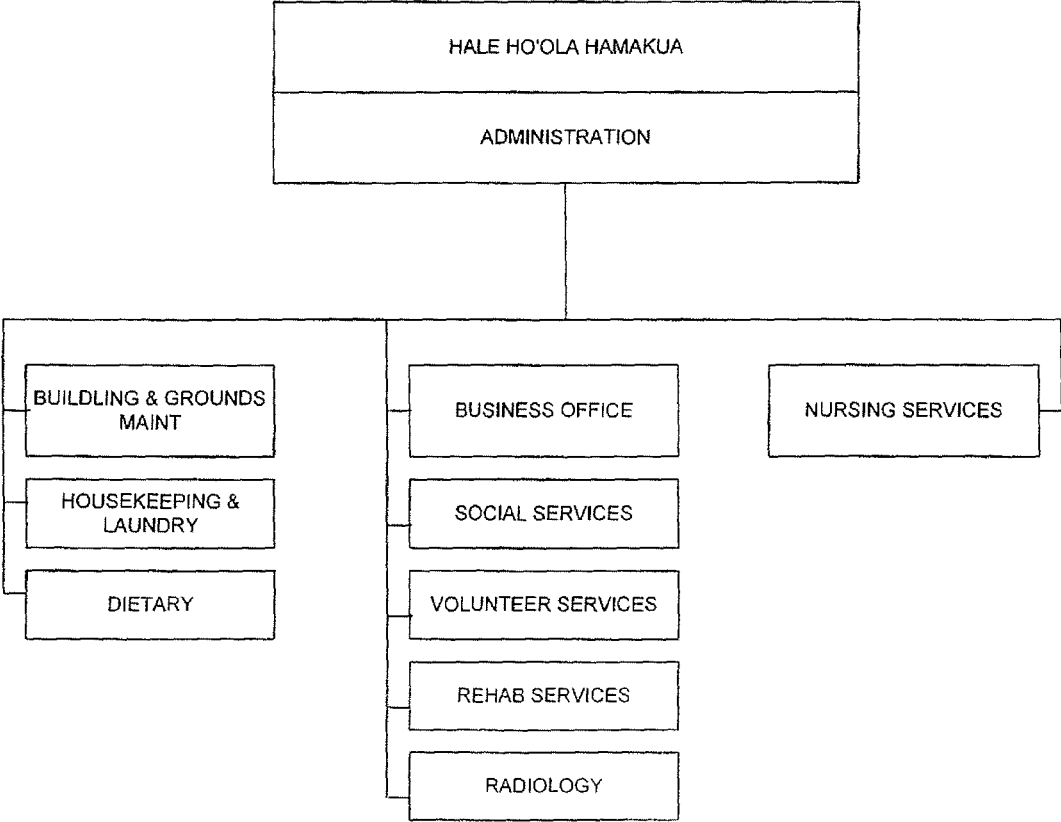 HALE HO'OLA HAMAKUA
ADMINISTRATION
BUILDLING & GROUNDS
MAINT
HOUSEKEEPING &
LAUNDRY
DIETARY
BUSINESS OFFICE
SOCIAL SERVICES
VOLUNTEER SERVICES
REHAB SERVICES
RADIOLOGY
NURSING SERVICES